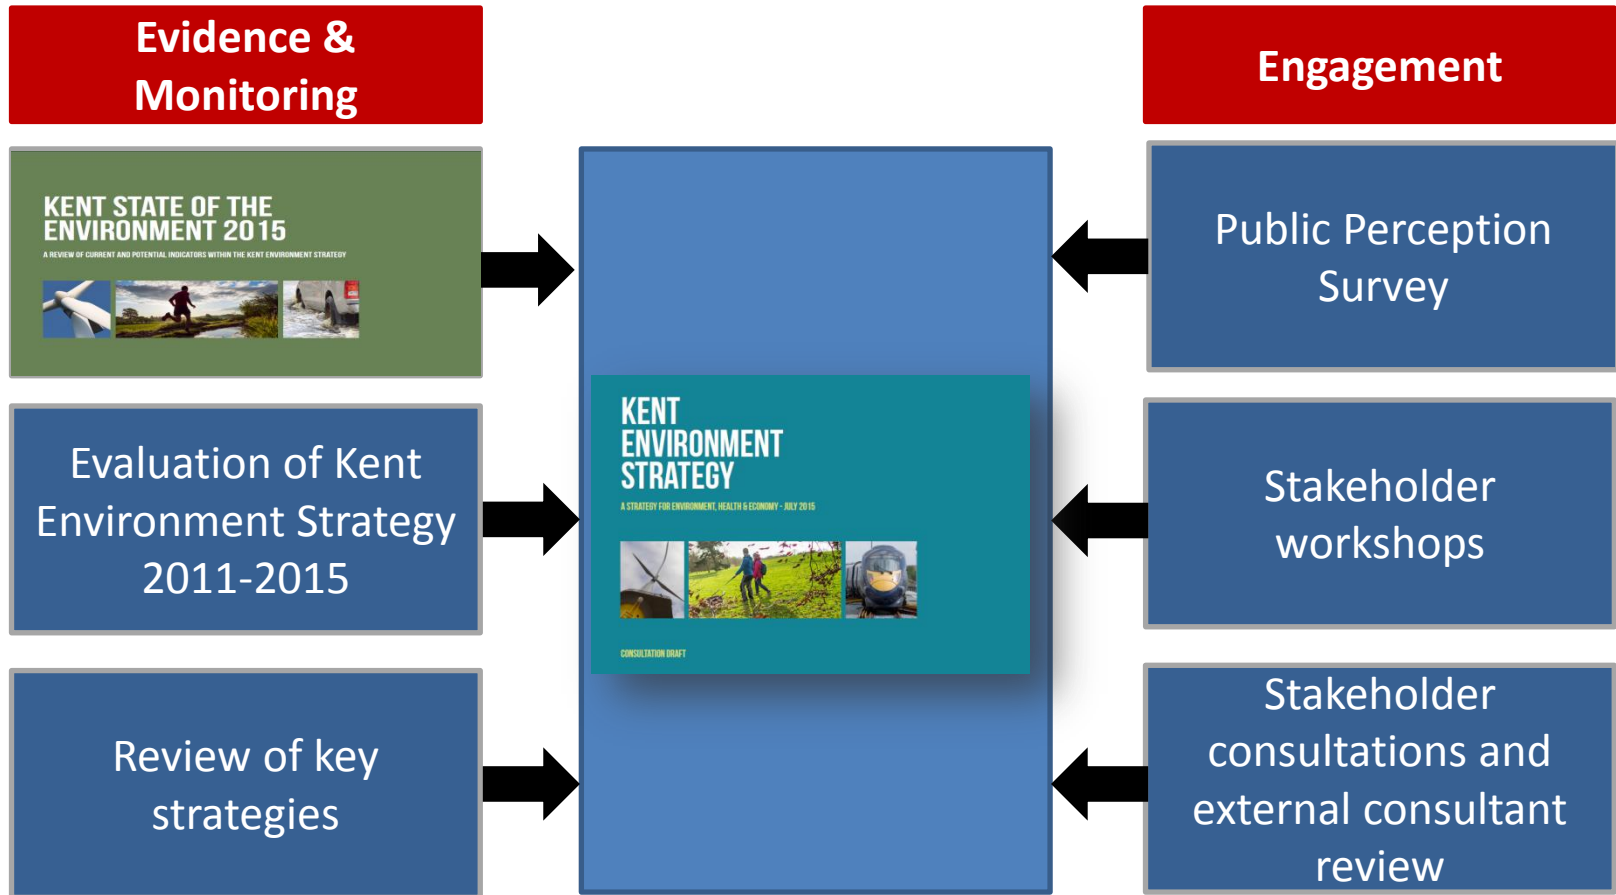 Evidence &
Monitoring
KENT STATE OF THE
ENVIRONMENT 2015
A REVIEW OF CURRENT AND POTENTIAL INDICATORS WITHIN THE KENT ENVIRONMENT STRATEGY
Evaluation of Kent
Environment Strategy
2011-2015
Review of key
strategies
KENT
ENVIRONMENT
STRATEGY
A STRATEGY FOR ENVIRONMENT, HEALTH & ECONOMY - JULY 2015
CONSULTATION DRAFT
Engagement
Public Perception
Survey
Stakeholder
workshops
Stakeholder
consultations and
external consultant
review